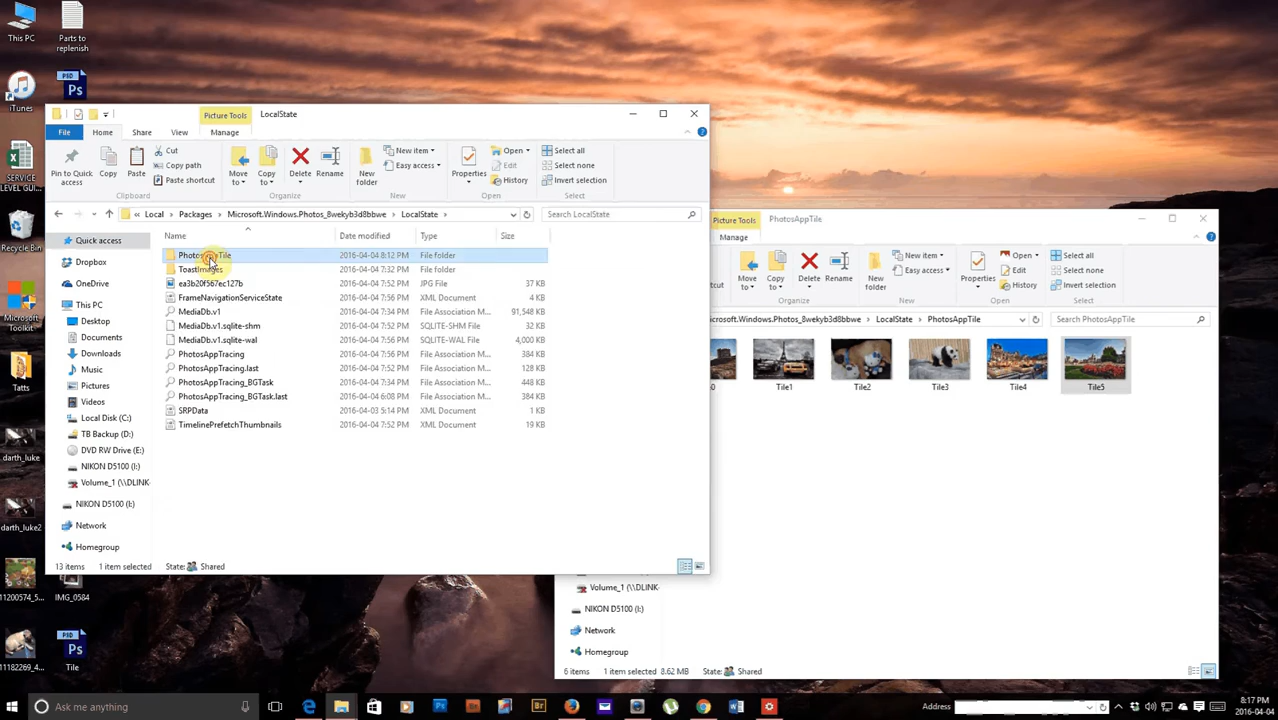 This PC
Parts to
replenish
PSD
Ps
iTunes
SERVICE
LEVEL GUI...
Recycle Bin
Microsoft
Toolkit
Tatts
darth_luke
darth_luke2
11200574_5...
IMG_0584
PSD
Ps
11182269_4...
Tile
Picture Tools
LocalState
File
Home
Share
View
Manage
Pin to Quick
access
Copy
Paste
Cut
Copy path
Paste shortcut
Clipboard
Move
to
Copy
to
Delete
Rename
Organize
New
folder
New item
Easy access
New
Properties
Open
Edit
History
Open
Select all
Select none
Invert selection
Select
« Local > Packages > Microsoft.Windows.Photos_8wekyb3d8bbwe > LocalState >
Search LocalState
Name Date modified Type Size
2016-04-04 8:12 PM File folder
ToastImages 2016-04-04 7:32 PM File folder
ea3b20f567ec127b 2016-04-04 7:52 PM JPG File 37 KB
FrameNavigationServiceState 2016-04-04 7:56 PM XML Document 4 KB
MediaDb.v1 2016-04-04 7:34 PM File Association M... 91,548 KB
MediaDb.v1.sqlite-shm 2016-04-04 7:52 PM SQLITE-SHM File 32 KB
MediaDb.v1.sqlite-wal 2016-04-04 7:56 PM SQLITE-WAL File 4,000 KB
PhotosAppTracing 2016-04-04 7:56 PM File Association M... 384 KB
PhotosAppTracing.last 2016-04-04 7:52 PM File Association M... 128 KB
PhotosAppTracing_BGTask 2016-04-04 7:34 PM File Association M... 448 KB
PhotosAppTracing_BGTask.last 2016-04-04 6:08 PM File Association M... 384 KB
SRPData 2016-04-03 5:14 PM XML Document 1 KB
TimelinePrefetchThumbnails 2016-04-04 7:52 PM XML Document 19 KB
Quick access
Dropbox
OneDrive
This PC
Desktop
Documents
Downloads
Music
Pictures
Videos
Local Disk (C:)
TB Backup (D:)
DVD RW Drive (E:)
NIKON D5100 (I:)
Volume_1 (\\DLINK-
NIKON D5100 (I:)
Network
Homegroup
13 items 1 item selected State: Shared
Picture Tools
PhotosAppTile
Manage
Move
to
Copy
to
Delete
Rename
Organize
New
folder
Easy access
New
Properties
Open
Edit
History
Open
Select all
Select none
Invert selection
Select
crosoft.Windows.Photos_8wekyb3d8bbwe > LocalState > PhotosAppTile
Search PhotosAppTile
Tile1
Tile2
Tile3
Tile4
Tile5
Volume_1 (\\DLINK-
NIKON D5100 (I:)
Network
Homegroup
6 items 1 item selected 8.62 MB State: Shared
Ask me anything
Address
8:17 PM
2016-04-04